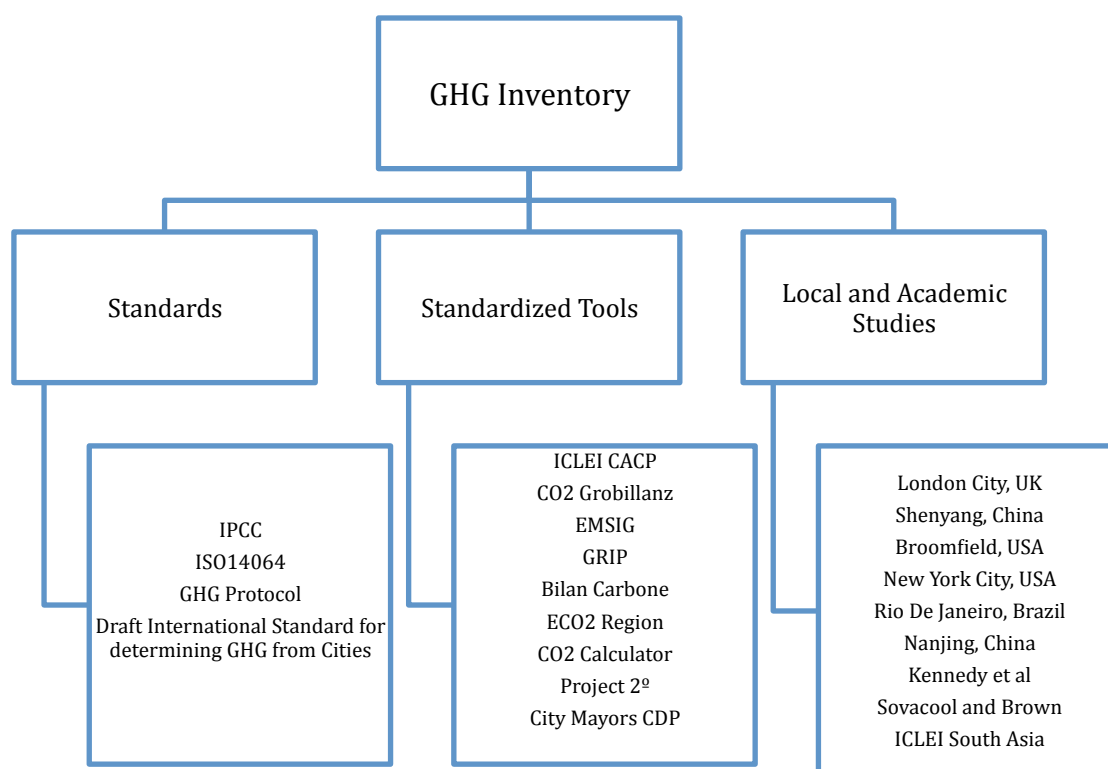 GHG Inventory
Standards
Standardized Tools
Local and Academic
Studies
IPCC
ISO14064
GHG Protocol
Draft International Standard for
determining GHG from Cities
ICLEI CACP
CO2 Grobillanz
EMSIG
GRIP
Bilan Carbone
ECO2 Region
CO2 Calculator
Project 2º
City Mayors CDP
London City, UK
Shenyang, China
Broomfield, USA
New York City, USA
Rio De Janeiro, Brazil
Nanjing, China
Kennedy et al
Sovacool and Brown
ICLEI South Asia